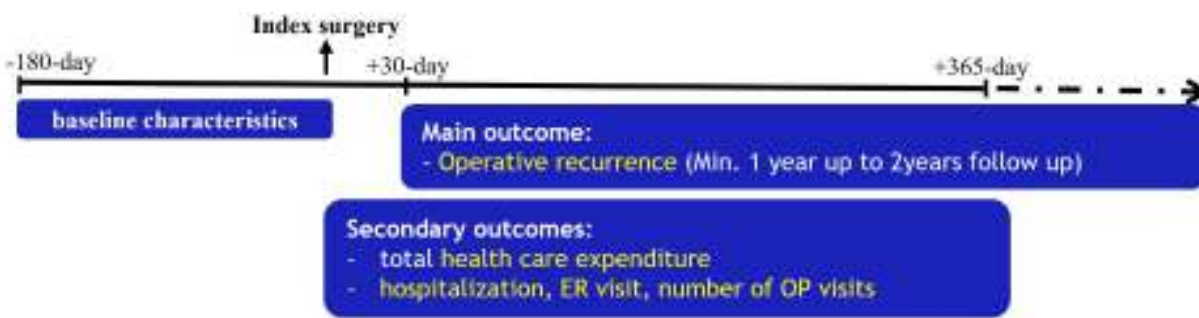 Index surgery
-180-day
+30-day
+365-day
baseline characteristics
Main outcome:
- Operative recurrence (Min. 1 year up to 2years follow up)
Secondary outcomes:
- total health care expenditure
- hospitalization, ER visit, number of OP visits